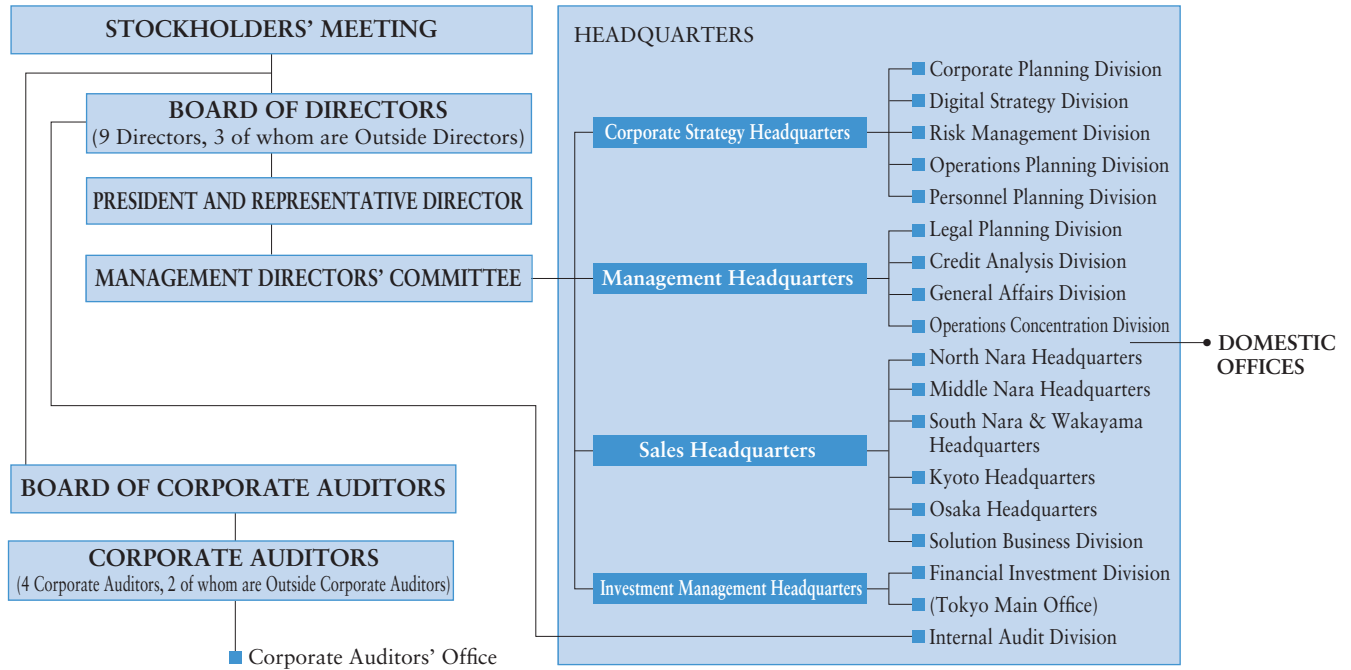 STOCKHOLDERS’ MEETING
BOARD OF DIRECTORS
(9 Directors, 3 of whom are Outside Directors)
PRESIDENT AND REPRESENTATIVE DIRECTOR
MANAGEMENT DIRECTORS’ COMMITTEE
BOARD OF CORPORATE AUDITORS
CORPORATE AUDITORS
(4 Corporate Auditors, 2 of whom are Outside Corporate Auditors)
Corporate Auditors’ Office
HEADQUARTERS
Corporate Strategy Headquarters
Corporate Planning Division
Digital Strategy Division
Risk Management Division
Operations Planning Division
Personnel Planning Division
Management Headquarters
Legal Planning Division
Credit Analysis Division
General Affairs Division
Operations Concentration Division
Sales Headquarters
North Nara Headquarters
Middle Nara Headquarters
South Nara & Wakayama
Headquarters
Kyoto Headquarters
Osaka Headquarters
Solution Business Division
Investment Management Headquarters
Financial Investment Division
(Tokyo Main Office)
Internal Audit Division
DOMESTIC
OFFICES